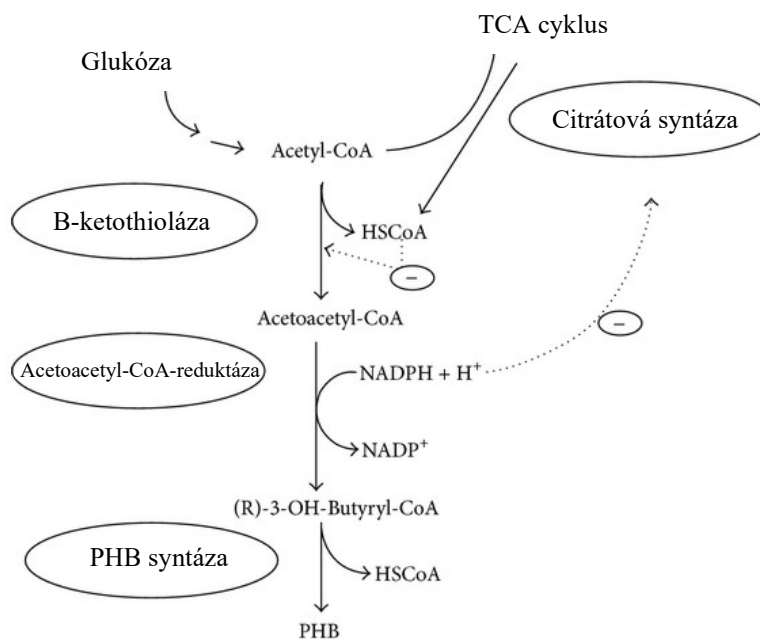 TCA cyklus
Glukóza
Citrátová syntáza
Acetyl-CoA
B-ketothioláza
HSCoA
−
Acetoacetyl-CoA
−
Acetoacetyl-CoA-reduktáza
NADPH + H⁺
NADP⁺
(R)-3-OH-Butyryl-CoA
PHB syntáza
HSCoA
PHB